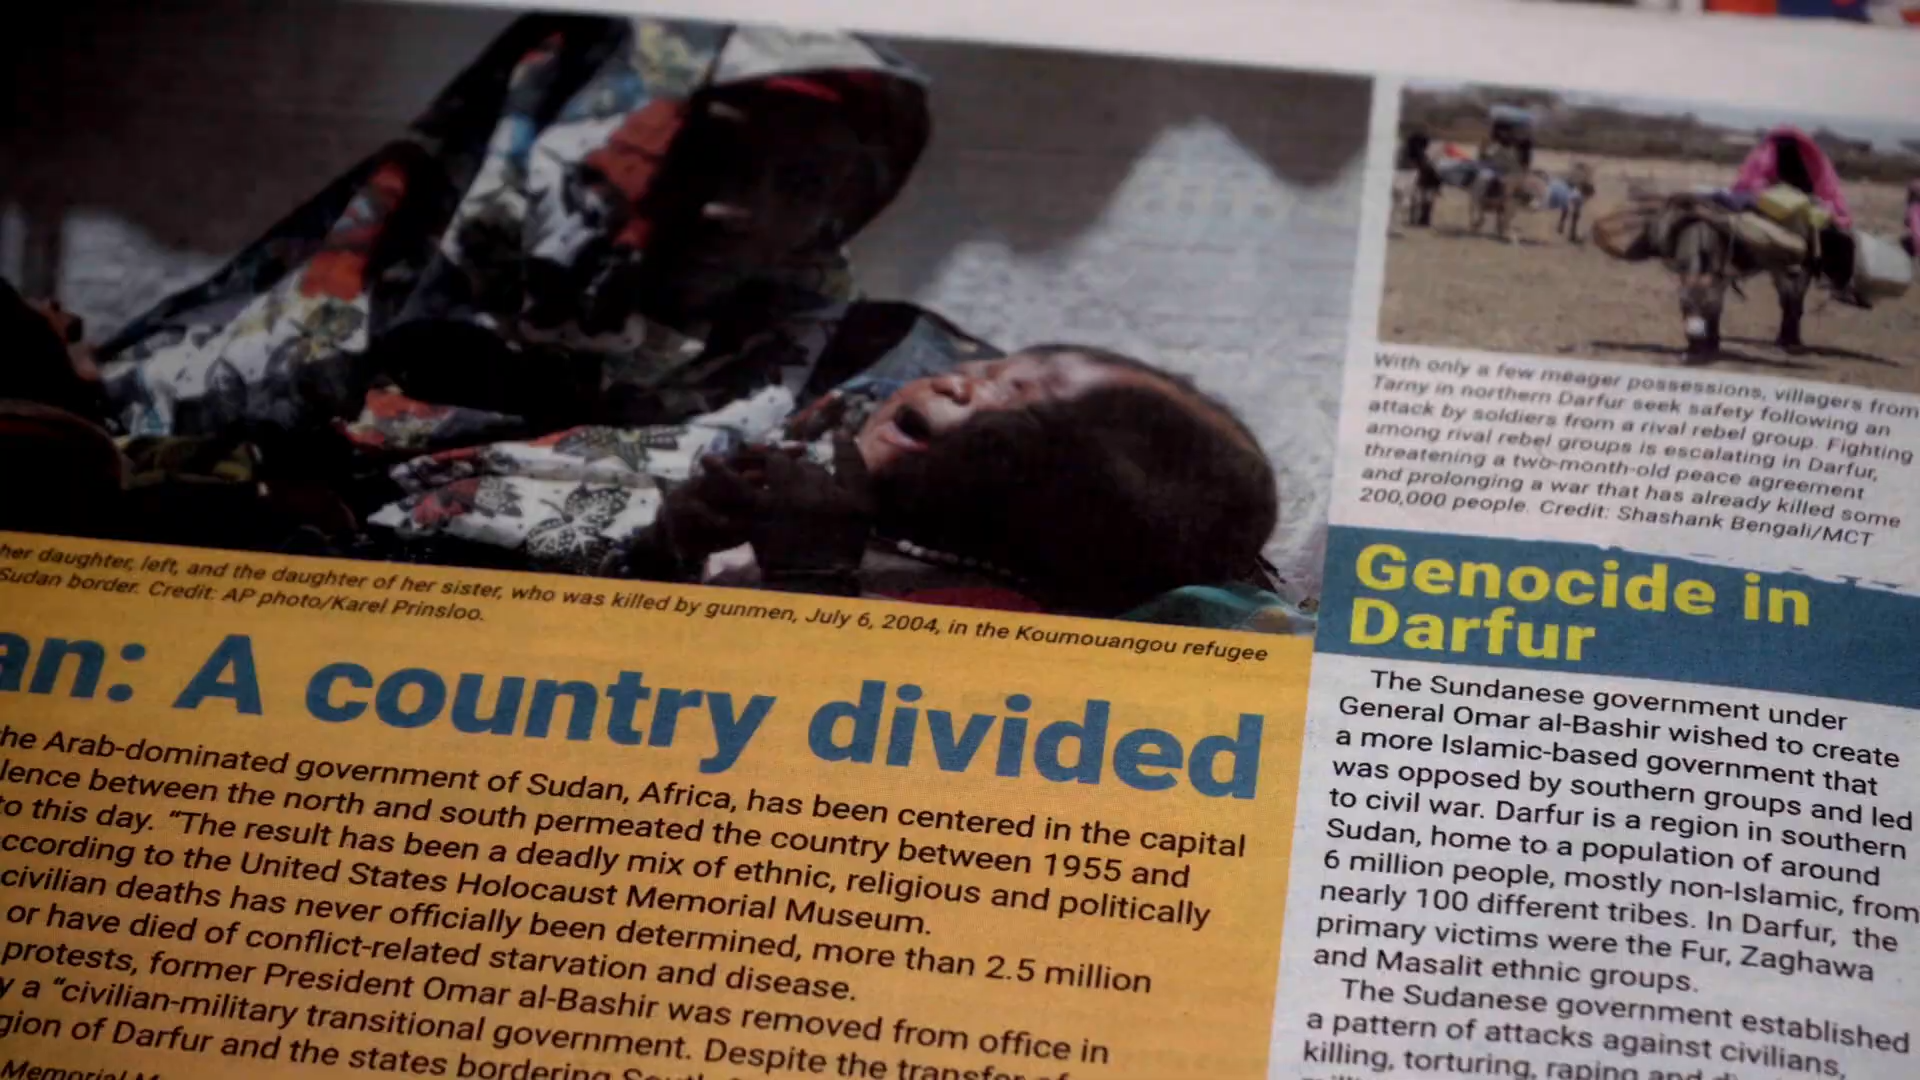 her daughter, left, and the daughter of her sister, who was killed by gunmen, July 6, 2004, in the Koumouangou refugee
Sudan border. Credit: AP photo/Karel Prinsloo.
an: A country divided
he Arab-dominated government of Sudan, Africa, has been centered in the capital
lence between the north and south permeated the country between 1955 and
to this day. “The result has been a deadly mix of ethnic, religious and politically
ccording to the United States Holocaust Memorial Museum.
civilian deaths has never officially been determined, more than 2.5 million
or have died of conflict-related starvation and disease.
protests, former President Omar al-Bashir was removed from office in
y a “civilian-military transitional government. Despite the transfer of
gion of Darfur and the states bordering
Memorial
With only a few meager possessions, villagers from
Tarny in northern Darfur seek safety following an
attack by soldiers from a rival rebel group. Fighting
among rival rebel groups is escalating in Darfur,
threatening a two-month-old peace agreement
and prolonging a war that has already killed some
200,000 people. Credit: Shashank Bengali/MCT
Genocide in
Darfur
The Sundanese government under
General Omar al-Bashir wished to create
a more Islamic-based government that
was opposed by southern groups and led
to civil war. Darfur is a region in southern
Sudan, home to a population of around
6 million people, mostly non-Islamic, from
nearly 100 different tribes. In Darfur, the
primary victims were the Fur, Zaghawa
and Masalit ethnic groups.
The Sudanese government established
a pattern of attacks against civilians,
killing, torturing, raping and